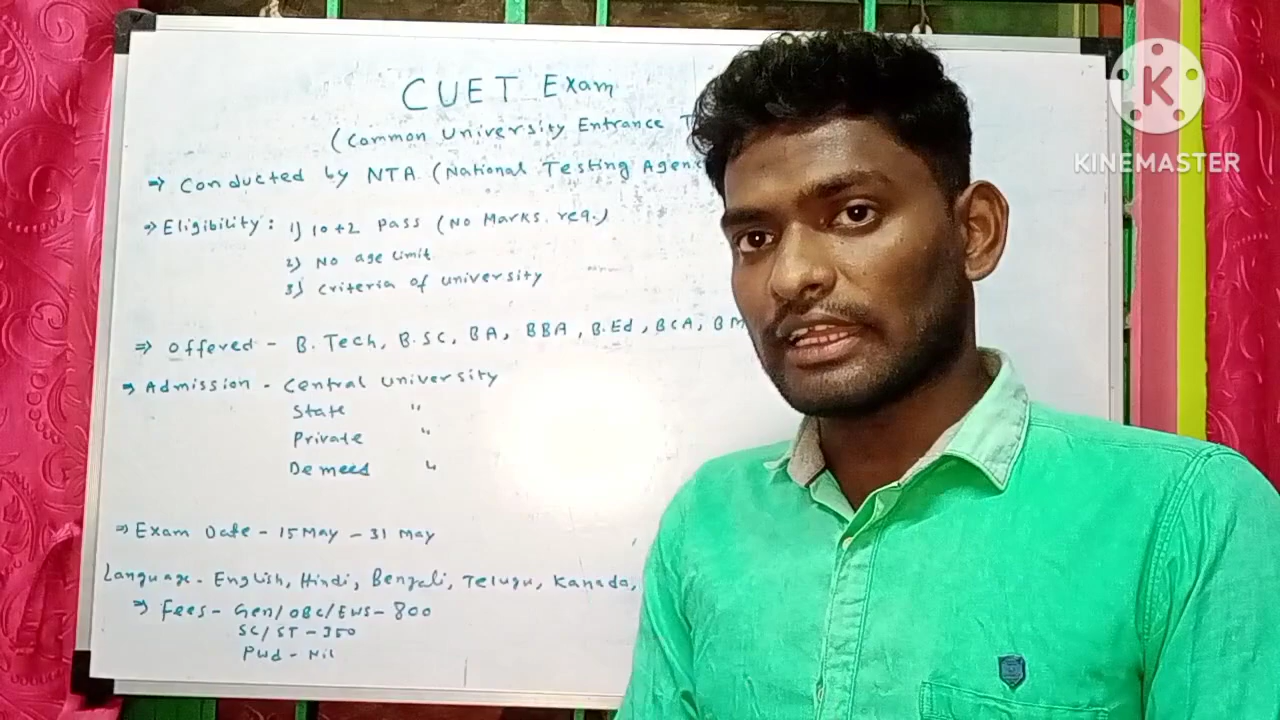 CUET Exam
(Common University Entrance T
⇒ Conducted by NTA (National Testing Agenc
⇒ Eligibility : 1) 10+2 Pass (No Marks req.)
2) No age limit
3) Criteria of university
⇒ offered - B. Tech, B.SC, BA, BBA, B.Ed, BCA, BM
⇒ Admission - Central university
State "
Private "
Demeed "
⇒ Exam Date - 15 May - 31 May
Language - English, Hindi, Bengali, Telugu, Kanada,
⇒ Fees - Gen/OBC/EWS - 800
SC/ST - 350
Pwd - Nil
K
KINEMASTER